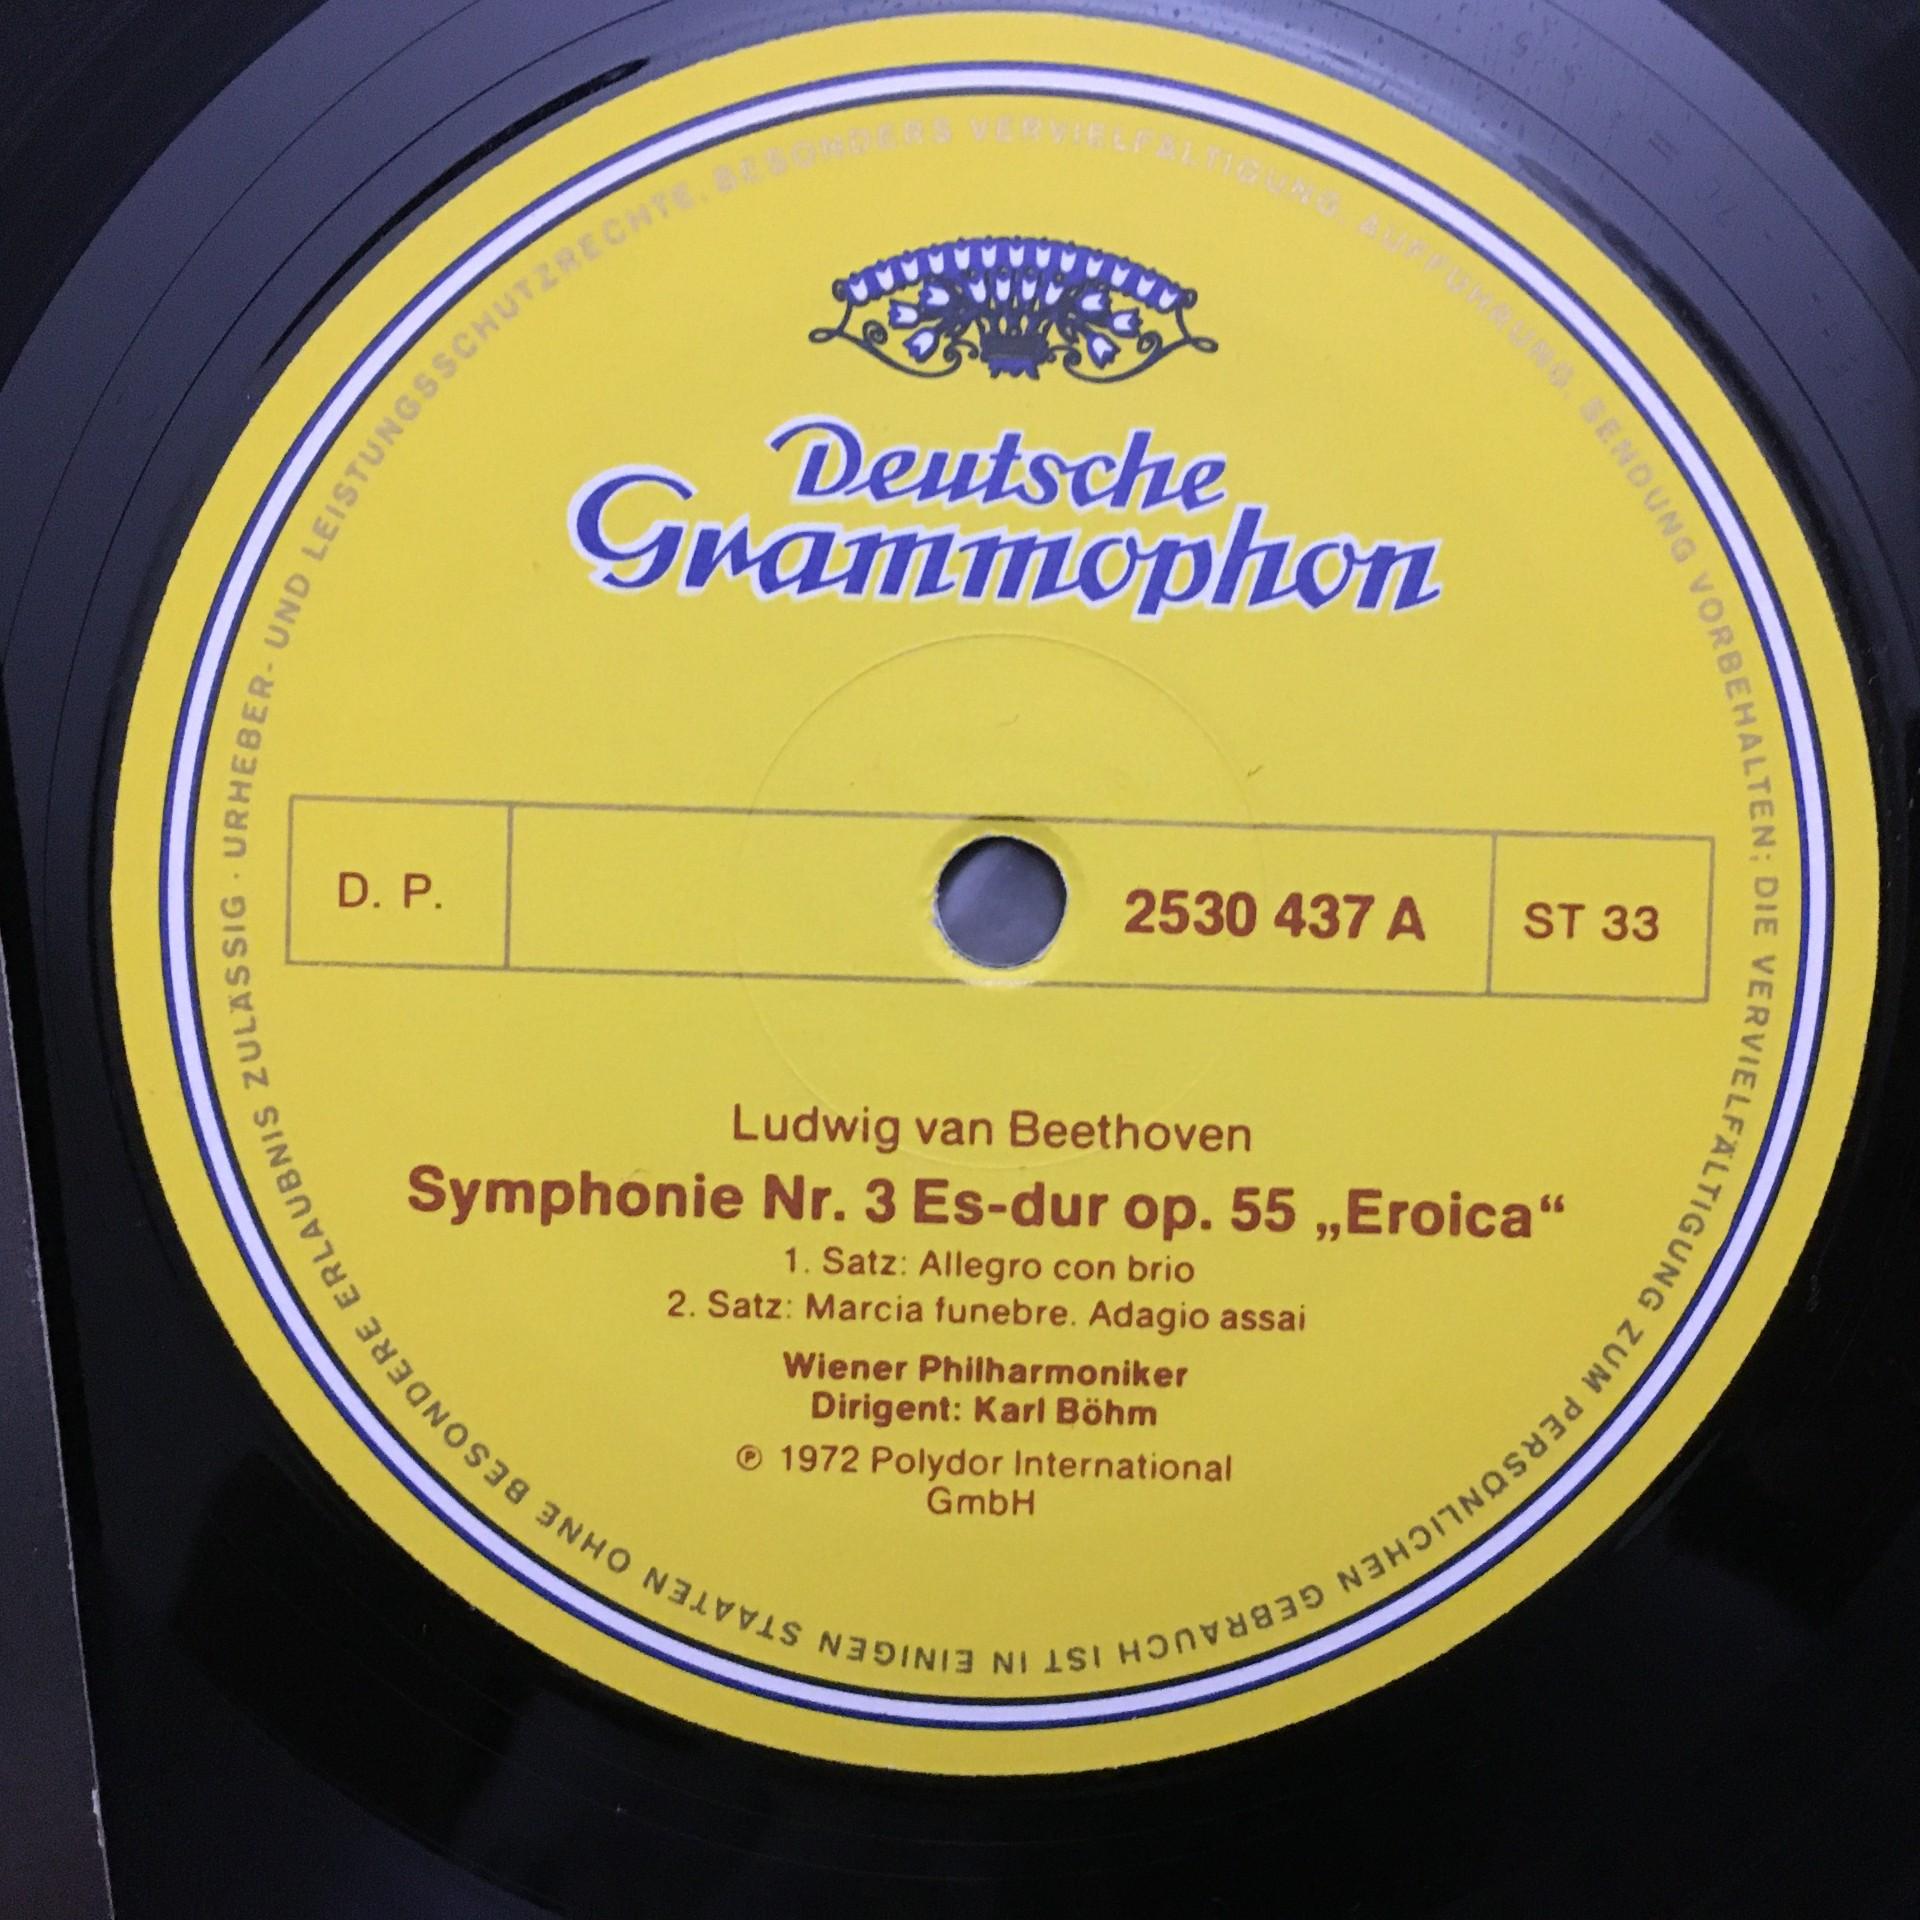 Deutsche
Grammophon
D. P.
2530 437 A
ST 33
Ludwig van Beethoven
Symphonie Nr. 3 Es-dur op. 55 „Eroica“
1. Satz: Allegro con brio
2. Satz: Marcia funebre. Adagio assai
Wiener Philharmoniker
Dirigent: Karl Böhm
℗ 1972 Polydor International
GmbH
URHEBER- UND LEISTUNGSSCHUTZRECHTE, BESONDERS VERVIELFÄLTIGUNG, AUFFÜHRUNG, SENDUNG VORBEHALTEN; DIE VERVIELFÄLTIGUNG ZUM PERSÖNLICHEN GEBRAUCH IST IN EINIGEN STAATEN OHNE BESONDERE ERLAUBNIS ZULÄSSIG ·